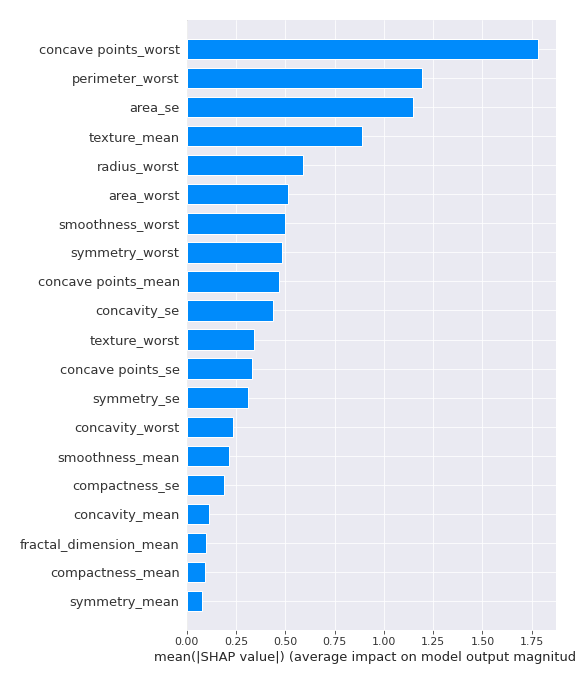 concave points_worst
perimeter_worst
area_se
texture_mean
radius_worst
area_worst
smoothness_worst
symmetry_worst
concave points_mean
concavity_se
texture_worst
concave points_se
symmetry_se
concavity_worst
smoothness_mean
compactness_se
concavity_mean
fractal_dimension_mean
compactness_mean
symmetry_mean
0.00 0.25 0.50 0.75 1.00 1.25 1.50 1.75
mean(|SHAP value|) (average impact on model output magnitud